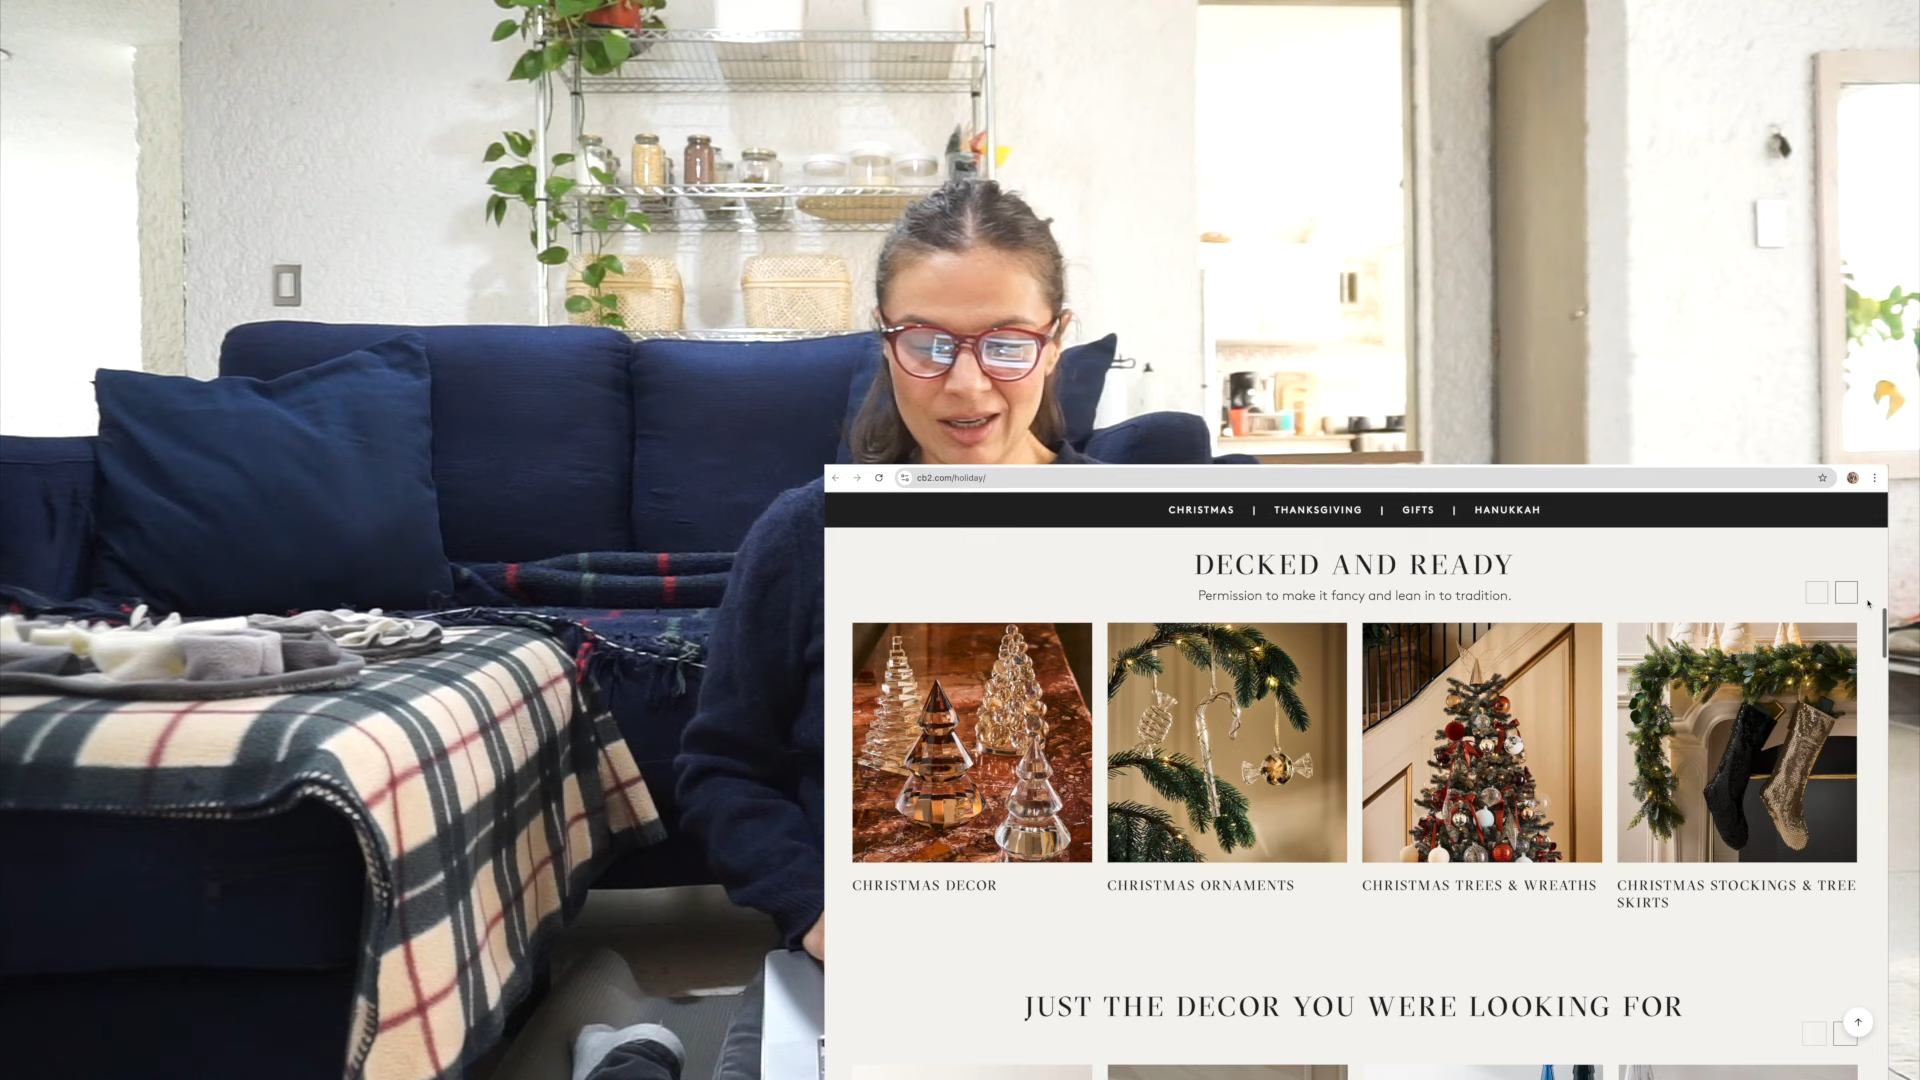 cb2.com/holiday/
CHRISTMAS | THANKSGIVING | GIFTS | HANUKKAH
DECKED AND READY
Permission to make it fancy and lean in to tradition.
CHRISTMAS DECOR
CHRISTMAS ORNAMENTS
CHRISTMAS TREES & WREATHS
CHRISTMAS STOCKINGS & TREE
SKIRTS
JUST THE DECOR YOU WERE LOOKING FOR